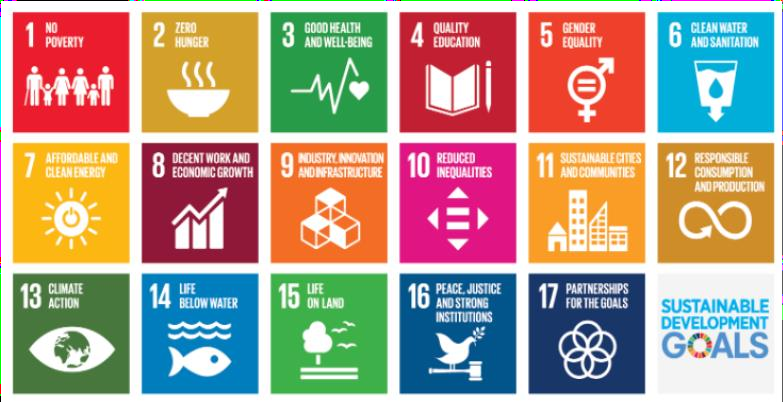 1 NO
POVERTY
2 ZERO
HUNGER
3 GOOD HEALTH
AND WELL-BEING
4 QUALITY
EDUCATION
5 GENDER
EQUALITY
6 CLEAN WATER
AND SANITATION
7 AFFORDABLE AND
CLEAN ENERGY
8 DECENT WORK AND
ECONOMIC GROWTH
9 INDUSTRY, INNOVATION
AND INFRASTRUCTURE
10 REDUCED
INEQUALITIES
11 SUSTAINABLE CITIES
AND COMMUNITIES
12 RESPONSIBLE
CONSUMPTION
AND PRODUCTION
13 CLIMATE
ACTION
14 LIFE
BELOW WATER
15 LIFE
ON LAND
16 PEACE, JUSTICE
AND STRONG
INSTITUTIONS
17 PARTNERSHIPS
FOR THE GOALS
SUSTAINABLE
DEVELOPMENT
GOALS